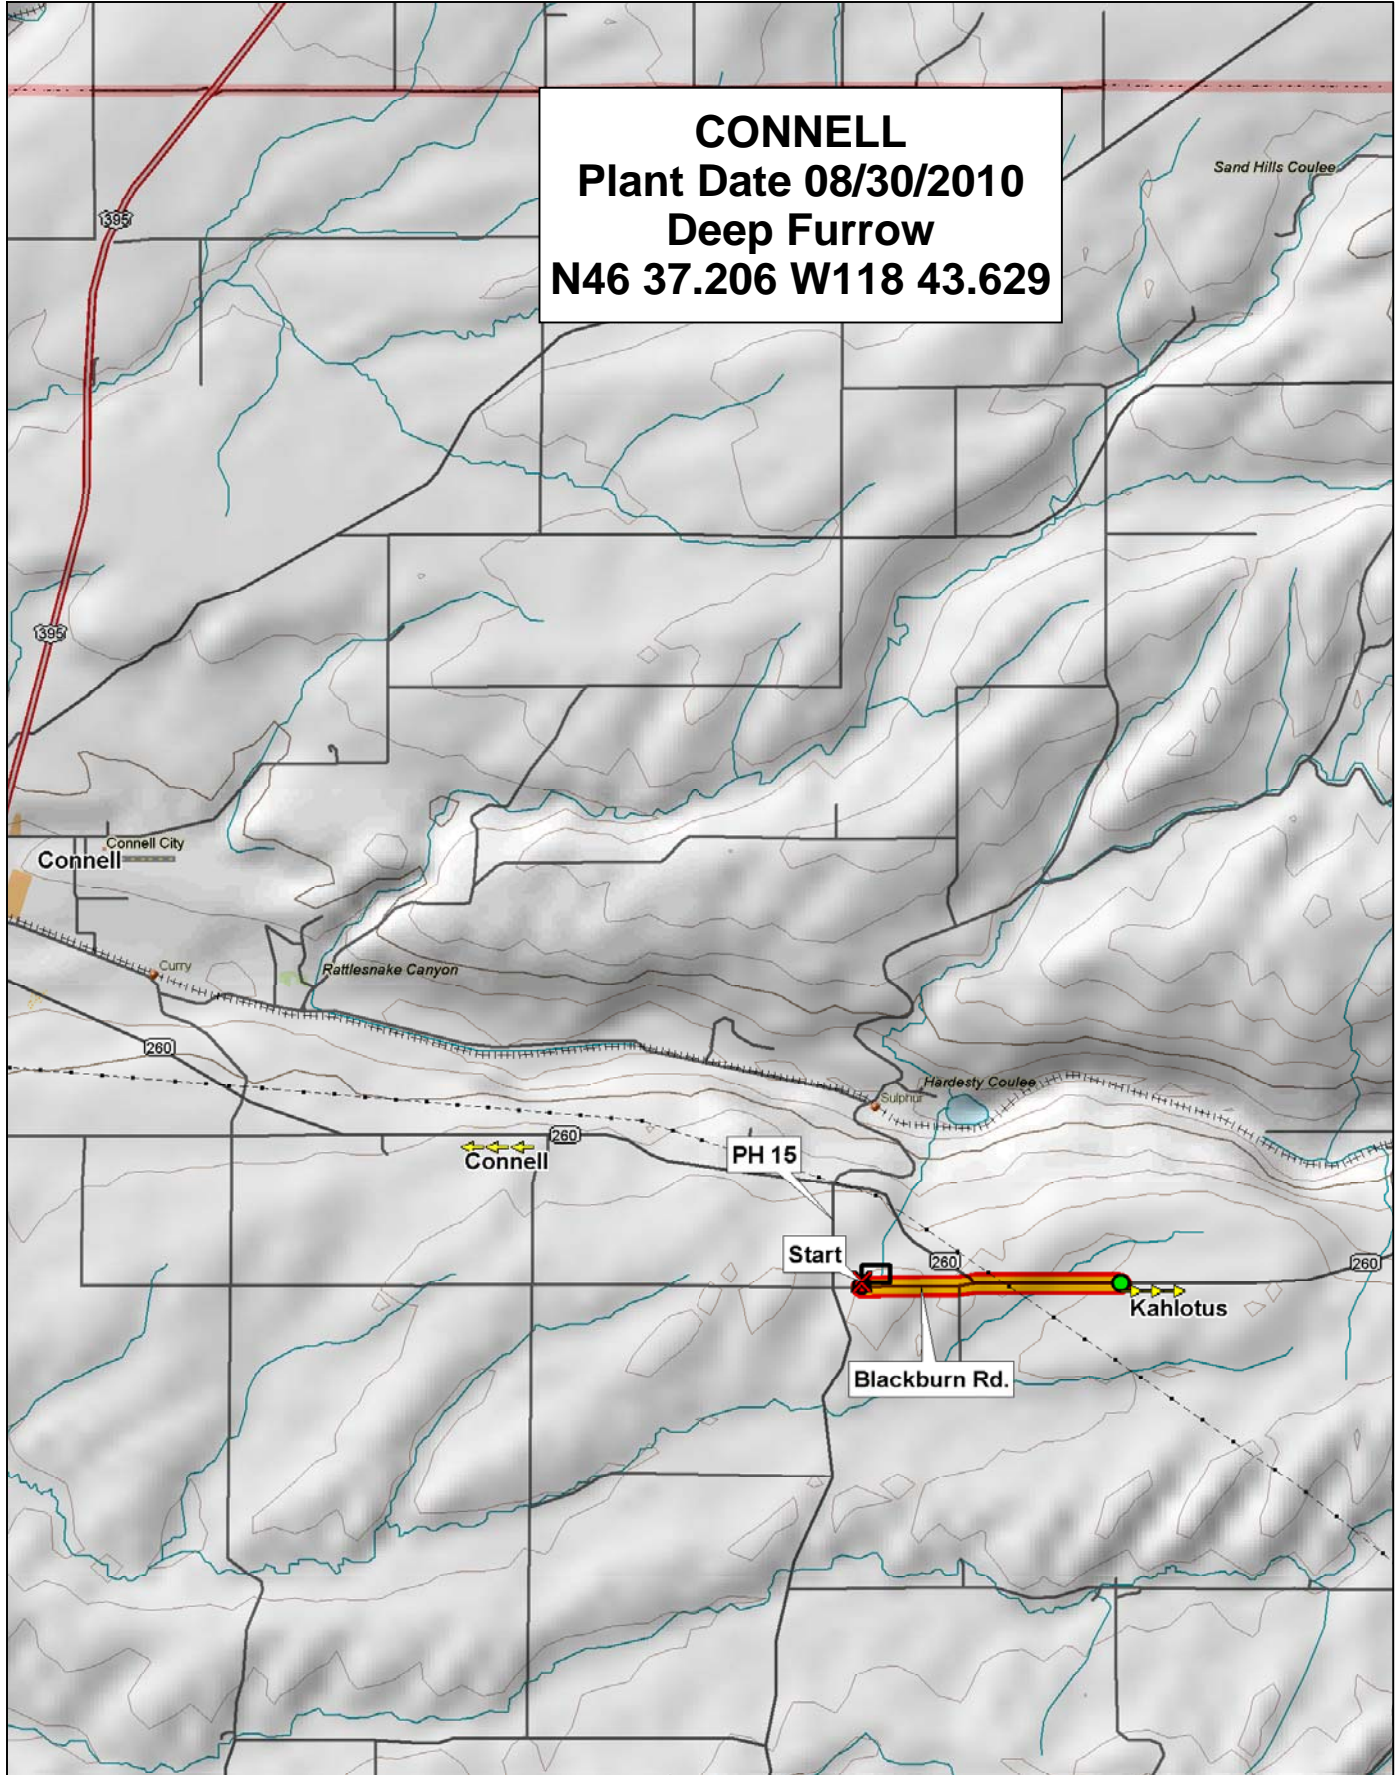 CONNELL
Plant Date 08/30/2010
Deep Furrow
N46 37.206 W118 43.629
Sand Hills Coulee
395
395
Connell City
Connell
Curry
Rattlesnake Canyon
260
Hardesty Coulee
Sulphur
260
Connell
PH 15
Start
260
260
Kahlotus
Blackburn Rd.